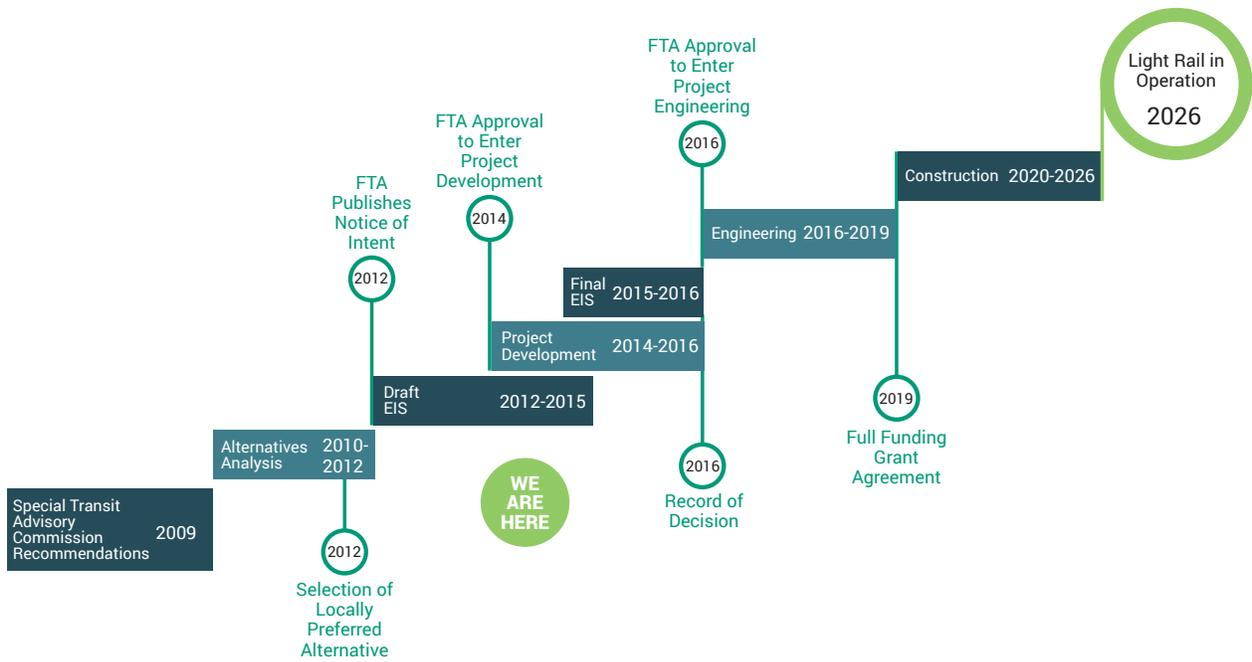 FTA Approval
to Enter
Project
Engineering
2016
Light Rail in
Operation
2026
FTA Approval
to Enter
Project
Development
2014
FTA
Publishes
Notice of
Intent
2012
Construction 2020-2026
Engineering 2016-2019
Final
EIS
2015-2016
Project
Development
2014-2016
Draft
EIS
2012-2015
Alternatives
Analysis
2010-
2012
Special Transit
Advisory
Commission
Recommendations
2009
2012
Selection of
Locally
Preferred
Alternative
WE
ARE
HERE
2016
Record of
Decision
2019
Full Funding
Grant
Agreement